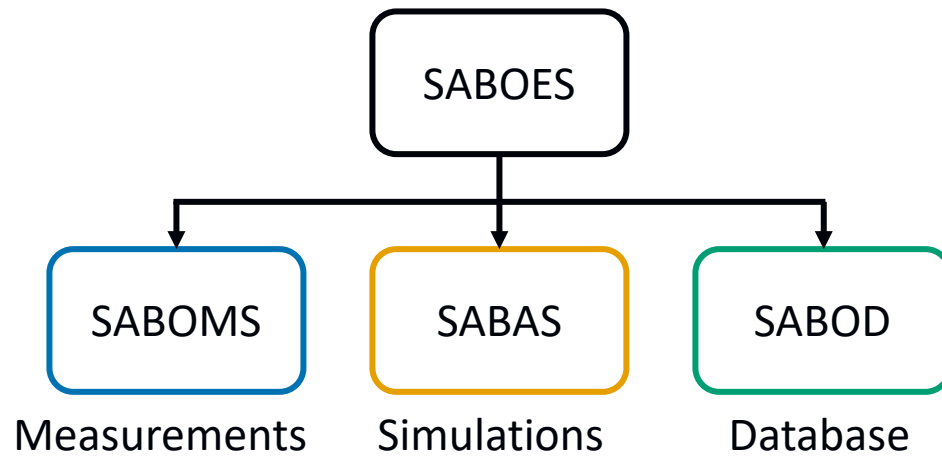 SABOES
SABOMS
SABAS
SABOD
Measurements
Simulations
Database